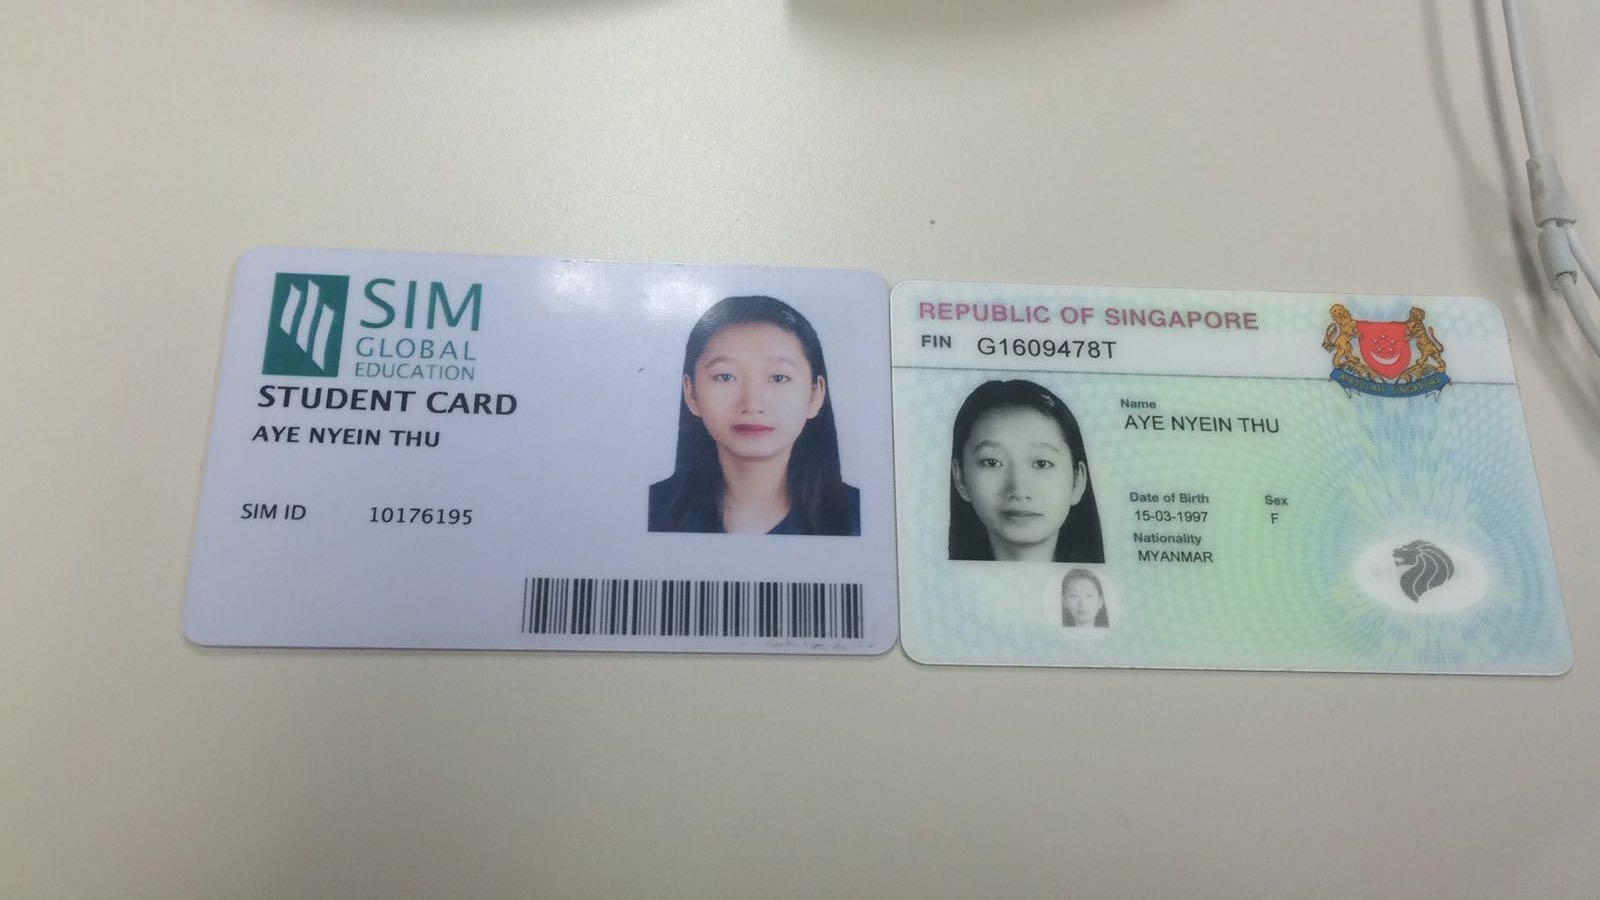 SIM
GLOBAL
EDUCATION
STUDENT CARD
AYE NYEIN THU
SIM ID 10176195
REPUBLIC OF SINGAPORE
FIN G1609478T
Name
AYE NYEIN THU
Date of Birth Sex
15-03-1997 F
Nationality
MYANMAR